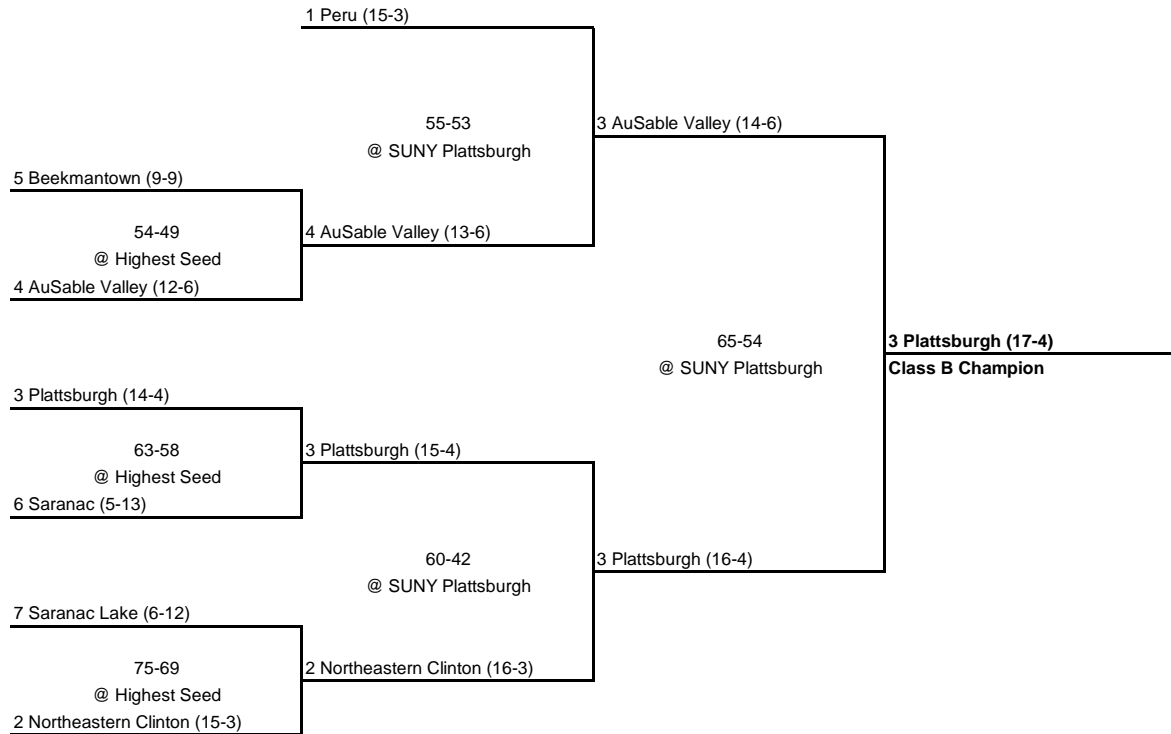 1 Peru (15-3)
55-53
@ SUNY Plattsburgh
3 AuSable Valley (14-6)
5 Beekmantown (9-9)
54-49
@ Highest Seed
4 AuSable Valley (13-6)
4 AuSable Valley (12-6)
65-54
@ SUNY Plattsburgh
3 Plattsburgh (17-4)
Class B Champion
3 Plattsburgh (14-4)
63-58
@ Highest Seed
3 Plattsburgh (15-4)
6 Saranac (5-13)
60-42
@ SUNY Plattsburgh
3 Plattsburgh (16-4)
7 Saranac Lake (6-12)
75-69
@ Highest Seed
2 Northeastern Clinton (16-3)
2 Northeastern Clinton (15-3)